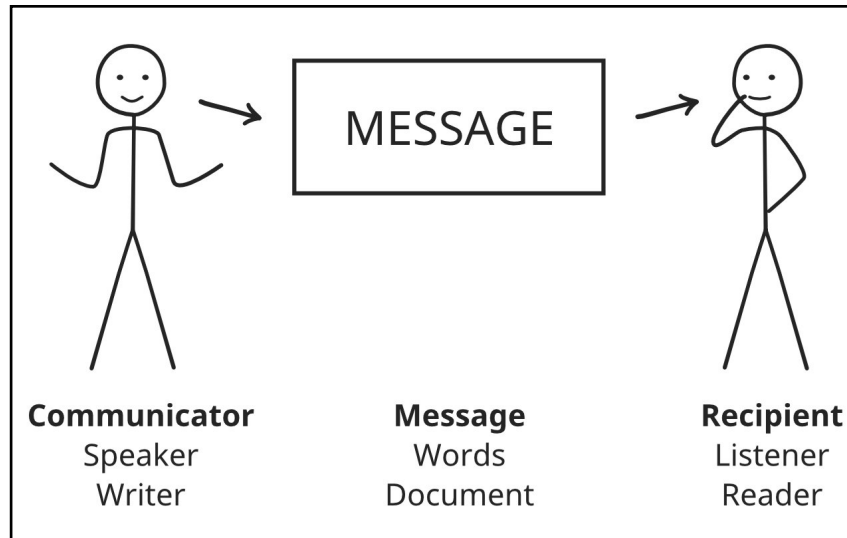 MESSAGE
Communicator
Speaker
Writer
Message
Words
Document
Recipient
Listener
Reader